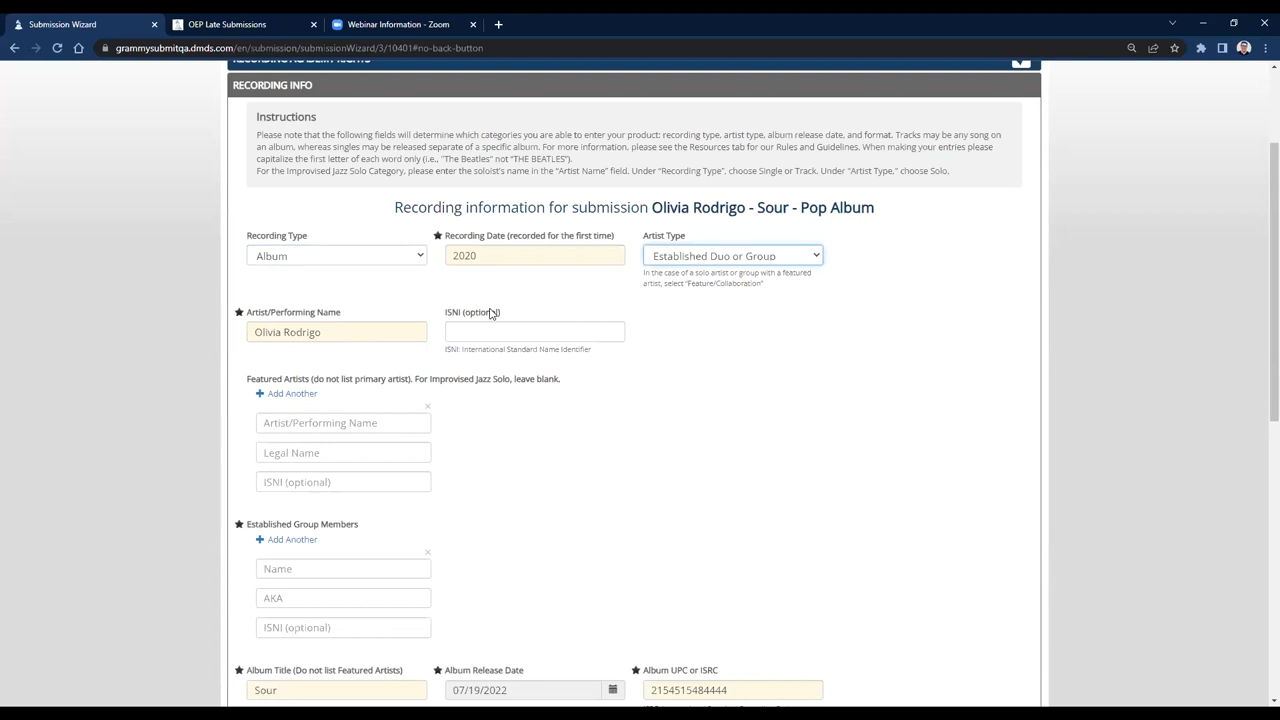 Submission Wizard
OEP Late Submissions
Webinar Information - Zoom
grammysubmitqa.dmds.com/en/submission/submissionWizard/3/10401#no-back-button
RECORDING ACADEMY RIGHTS
RECORDING INFO
Instructions
Please note that the following fields will determine which categories you are able to enter your product: recording type, artist type, album release date, and format. Tracks may be any song on
an album, whereas singles may be released separate of a specific album. For more information, please see the Resources tab for our Rules and Guidelines. When making your entries please
capitalize the first letter of each word only (i.e., "The Beatles" not "THE BEATLES").
For the Improvised Jazz Solo Category, please enter the soloist's name in the "Artist Name" field. Under "Recording Type", choose Single or Track. Under "Artist Type," choose Solo.
Recording information for submission Olivia Rodrigo - Sour - Pop Album
Recording Type
Recording Date (recorded for the first time)
Artist Type
Album
2020
Established Duo or Group
In the case of a solo artist or group with a featured
artist, select "Feature/Collaboration"
Artist/Performing Name
ISNI (optional)
Olivia Rodrigo
ISNI: International Standard Name Identifier
Featured Artists (do not list primary artist). For Improvised Jazz Solo, leave blank.
Add Another
Artist/Performing Name
Legal Name
ISNI (optional)
Established Group Members
Add Another
Name
AKA
ISNI (optional)
Album Title (Do not list Featured Artists)
Album Release Date
Album UPC or ISRC
Sour
07/19/2022
2154515484444